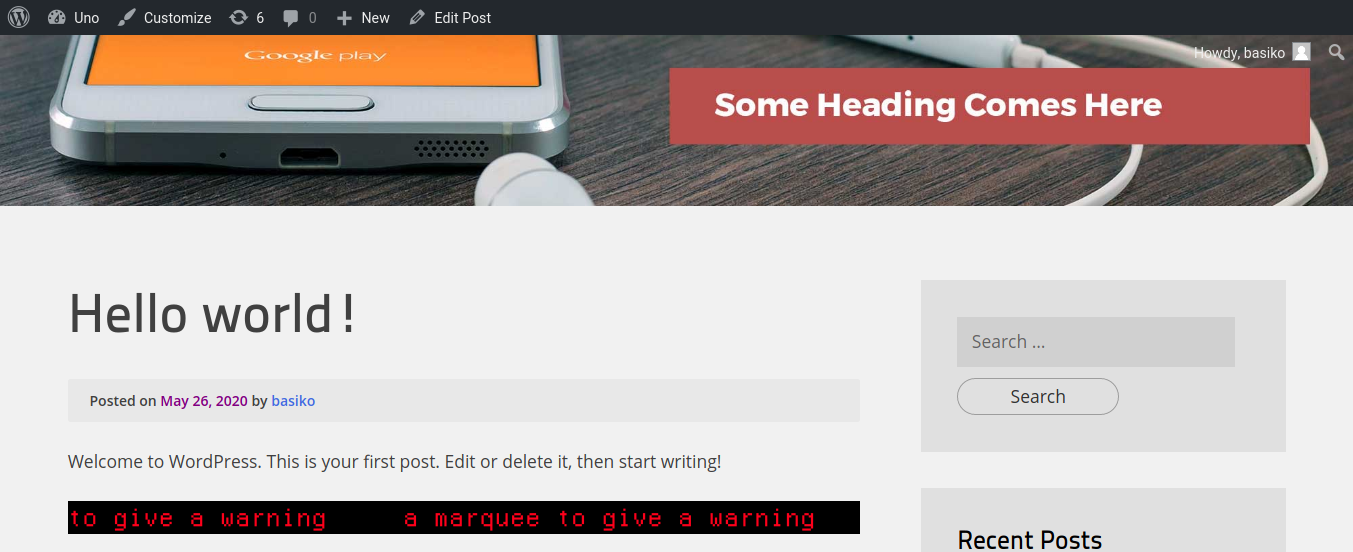 Uno Customize 6 0 New Edit Post
Howdy, basiko
Google play
Some Heading Comes Here
Hello world!
Posted on May 26, 2020 by basiko
Welcome to WordPress. This is your first post. Edit or delete it, then start writing!
to give a warning a marquee to give a warning
Search ...
Search
Recent Posts